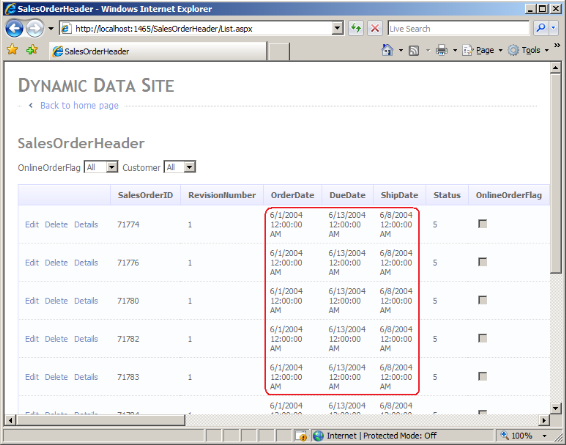 SalesOrderHeader - Windows Internet Explorer
http://localhost:1465/SalesOrderHeader/List.aspx
Live Search
SalesOrderHeader
Page
Tools
DYNAMIC DATA SITE
Back to home page
SalesOrderHeader
OnlineOrderFlag All Customer All
SalesOrderID RevisionNumber OrderDate DueDate ShipDate Status OnlineOrderFlag
Edit Delete Details 71774 1 6/1/2004 12:00:00 AM 6/13/2004 12:00:00 AM 6/8/2004 12:00:00 AM 5
Edit Delete Details 71776 1 6/1/2004 12:00:00 AM 6/13/2004 12:00:00 AM 6/8/2004 12:00:00 AM 5
Edit Delete Details 71780 1 6/1/2004 12:00:00 AM 6/13/2004 12:00:00 AM 6/8/2004 12:00:00 AM 5
Edit Delete Details 71782 1 6/1/2004 12:00:00 AM 6/13/2004 12:00:00 AM 6/8/2004 12:00:00 AM 5
Edit Delete Details 71783 1 6/1/2004 12:00:00 AM 6/13/2004 12:00:00 AM 6/8/2004 12:00:00 AM 5
6/1/2004 6/13/2004 6/8/2004
Internet | Protected Mode: Off
100%